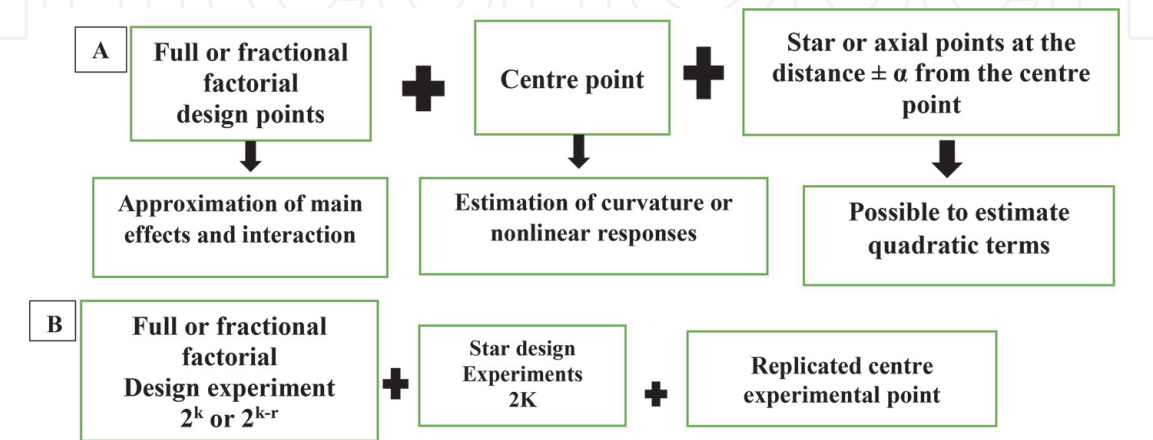 A
Full or fractional
factorial
design points
Centre point
Star or axial points at the
distance ± α from the centre
point
Approximation of main
effects and interaction
Estimation of curvature or
nonlinear responses
Possible to estimate
quadratic terms
B
Full or fractional
factorial
Design experiment
2ᵏ or 2ᵏ⁻ʳ
Star design
Experiments
2K
Replicated centre
experimental point